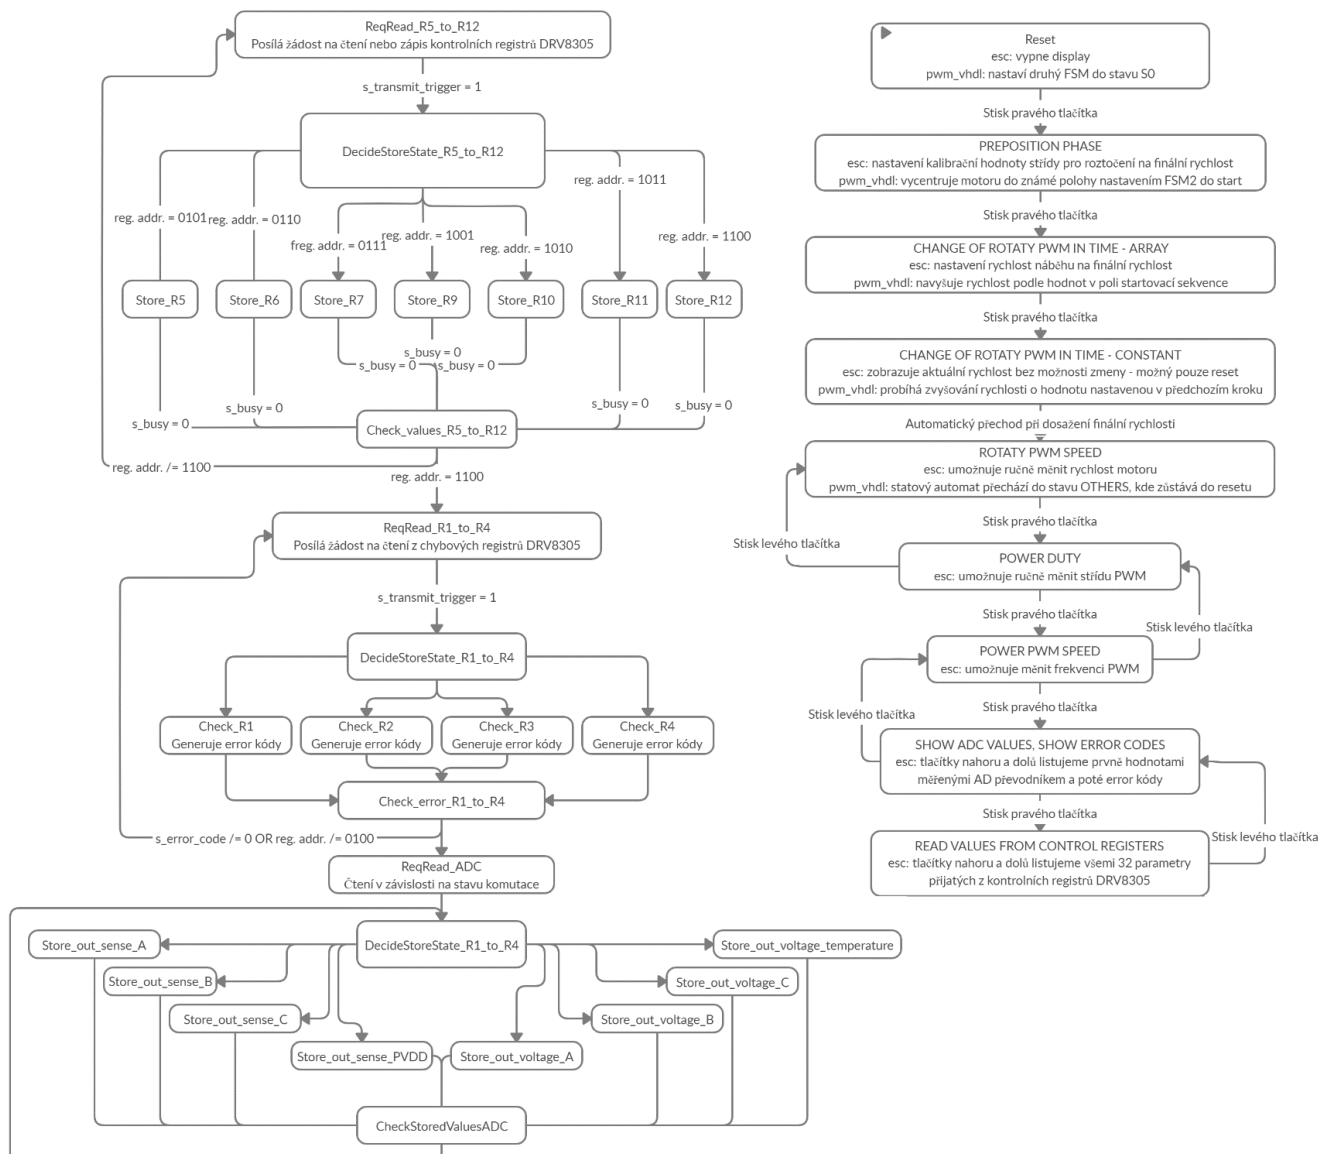 ReqRead_R5_to_R12
Posílá žádost na čtení nebo zápis kontrolních registrů DRV8305
s_transmit_trigger = 1
DecideStoreState_R5_to_R12
reg. addr. = 0101
reg. addr. = 0110
freg. addr. = 0111
reg. addr. = 1001
reg. addr. = 1010
reg. addr. = 1011
reg. addr. = 1100
Store_R5
Store_R6
Store_R7
Store_R9
Store_R10
Store_R11
Store_R12
s_busy = 0
s_busy = 0
s_busy = 0
s_busy = 0
s_busy = 0
s_busy = 0
s_busy = 0
Check_values_R5_to_R12
reg. addr. /= 1100
reg. addr. = 1100
ReqRead_R1_to_R4
Posílá žádost na čtení z chybových registrů DRV8305
s_transmit_trigger = 1
DecideStoreState_R1_to_R4
Check_R1
Generuje error kódy
Check_R2
Generuje error kódy
Check_R3
Generuje error kódy
Check_R4
Generuje error kódy
Check_error_R1_to_R4
s_error_code /= 0 OR reg. addr. /= 0100
ReqRead_ADC
Čtení v závislosti na stavu komutace
DecideStoreState_R1_to_R4
Store_out_sense_A
Store_out_sense_B
Store_out_sense_C
Store_out_sense_PVDD
Store_out_voltage_A
Store_out_voltage_B
Store_out_voltage_C
Store_out_voltage_temperature
CheckStoredValuesADC
Reset
esc: vypne display
pwm_vhdl: nastaví druhý FSM do stavu S0
Stisk pravého tlačítka
PREPOSITION PHASE
esc: nastavení kalibrační hodnoty střídy pro roztočení na finální rychlost
pwm_vhdl: vycentruje motoru do známé polohy nastavením FSM2 do start
Stisk pravého tlačítka
CHANGE OF ROTATY PWM IN TIME - ARRAY
esc: nastavení rychlost náběhu na finální rychlost
pwm_vhdl: navyšuje rychlost podle hodnot v poli startovací sekvence
Stisk pravého tlačítka
CHANGE OF ROTATY PWM IN TIME - CONSTANT
esc: zobrazuje aktuální rychlost bez možnosti zmeny - možný pouze reset
pwm_vhdl: probíhá zvyšování rychlosti o hodnotu nastavenou v předchozím kroku
Automatický přechod při dosažení finální rychlosti
ROTATY PWM SPEED
esc: umožnuje ručně měnit rychlost motoru
pwm_vhdl: statový automat přechází do stavu OTHERS, kde zůstává do resetu
Stisk pravého tlačítka
Stisk levého tlačítka
POWER DUTY
esc: umožnuje ručně měnit střídu PWM
Stisk pravého tlačítka
Stisk levého tlačítka
POWER PWM SPEED
esc: umožnuje měnit frekvenci PWM
Stisk pravého tlačítka
Stisk levého tlačítka
SHOW ADC VALUES, SHOW ERROR CODES
esc: tlačítky nahoru a dolů listujeme prvně hodnotami
měřenými AD převodníkem a poté error kódy
Stisk pravého tlačítka
Stisk levého tlačítka
READ VALUES FROM CONTROL REGISTERS
esc: tlačítky nahoru a dolů listujeme všemi 32 parametry
přijatých z kontrolních registrů DRV8305